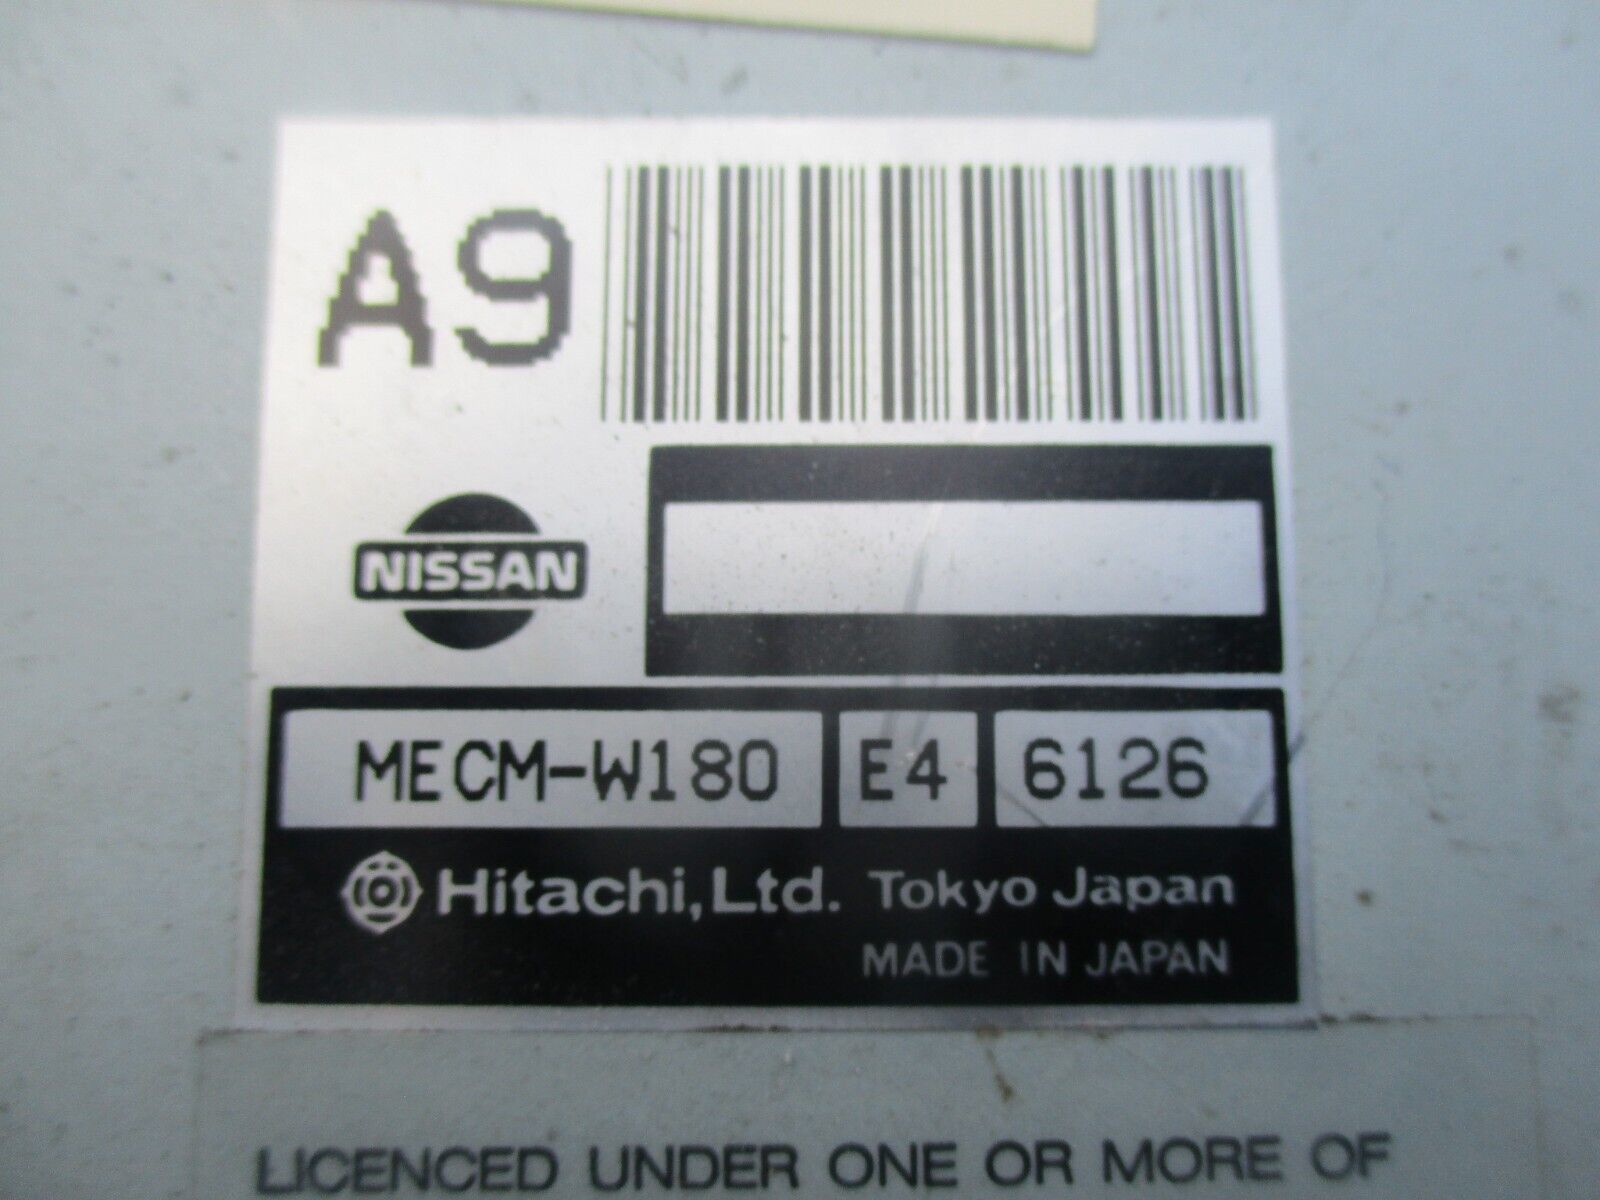 A9
NISSAN
MECM-W180 E4 6126
Hitachi, Ltd. Tokyo Japan
MADE IN JAPAN
LICENCED UNDER ONE OR MORE OF